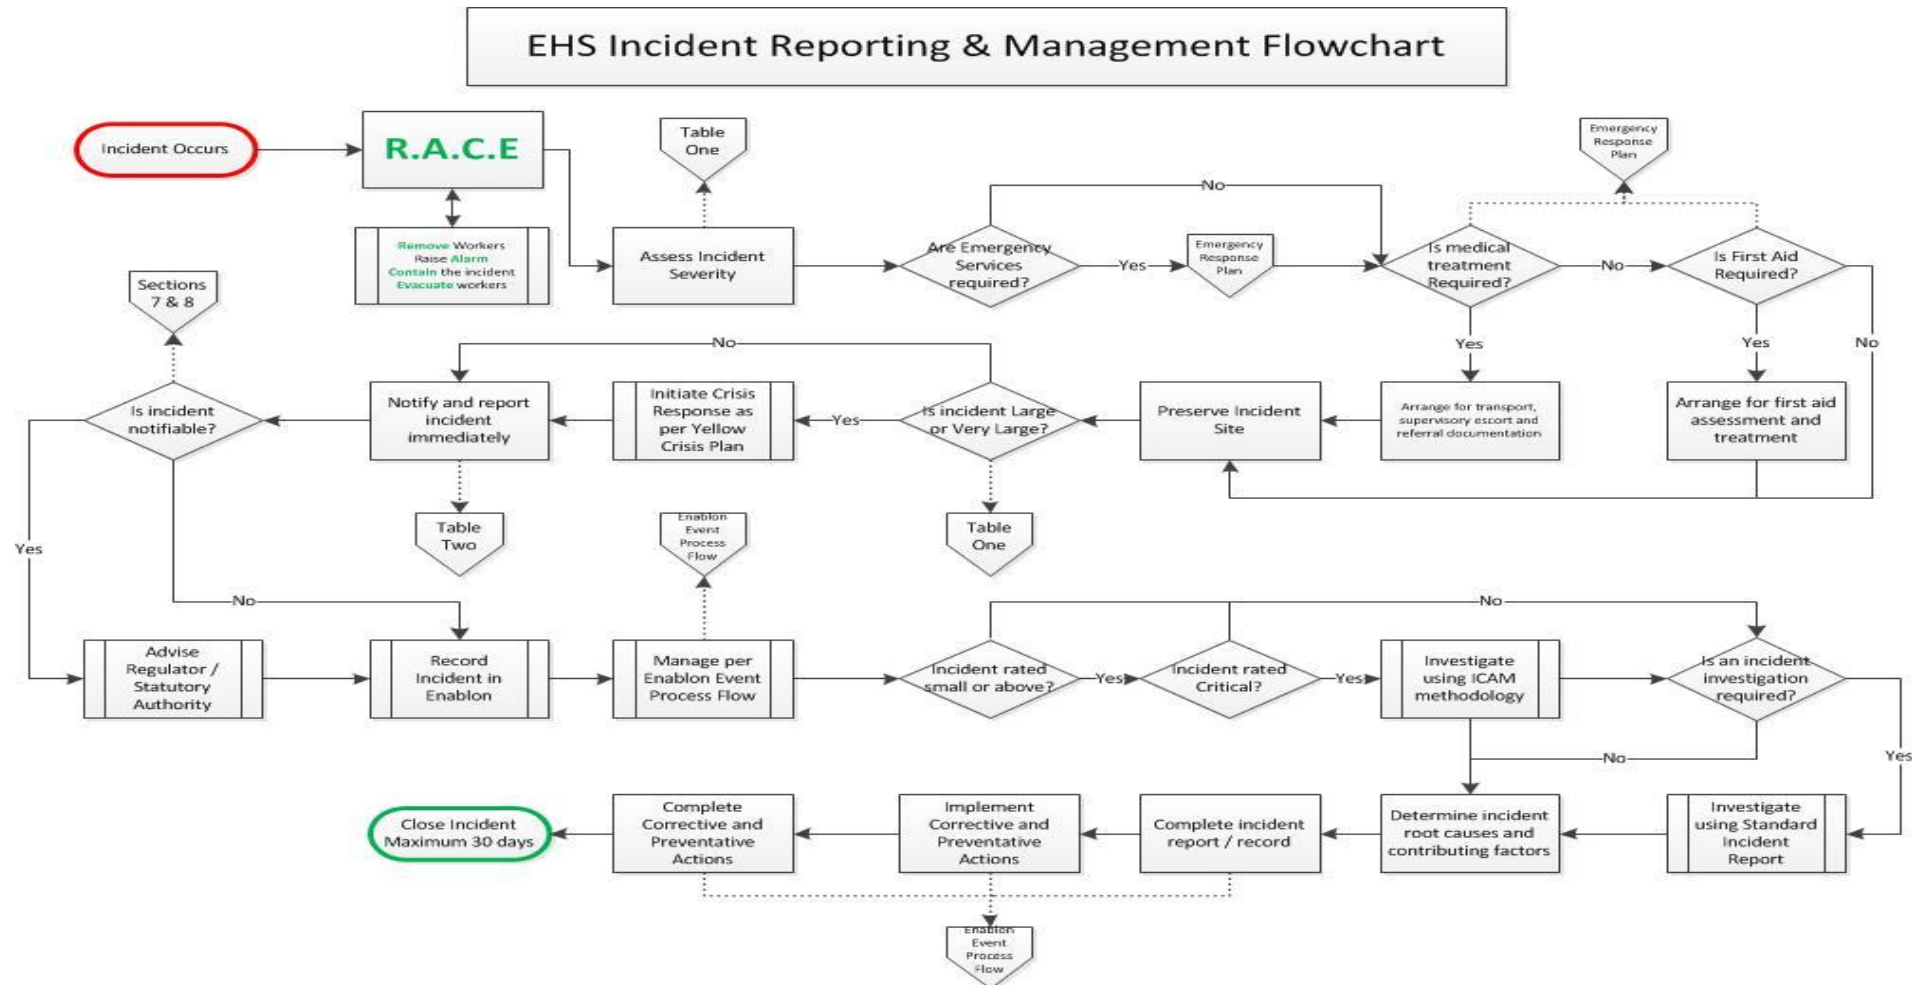 EHS Incident Reporting & Management Flowchart
Incident Occurs
R.A.C.E
Remove Workers
Raise Alarm
Contain the incident
Evacuate workers
Table
One
Assess Incident
Severity
Are Emergency
Services
required?
No
Yes
Emergency
Response
Plan
Is medical
treatment
Required?
Emergency
Response
Plan
No
Is First Aid
Required?
Yes
Yes
No
Arrange for first aid
assessment and
treatment
Arrange for transport,
supervisory escort and
referral documentation
Preserve Incident
Site
Is incident Large
or Very Large?
Table
One
No
Yes
Initiate Crisis
Response as
per Yellow
Crisis Plan
Notify and report
incident
immediately
Table
Two
Is incident
notifiable?
Sections
7 & 8
Yes
No
Advise
Regulator /
Statutory
Authority
Record
Incident in
Enablon
Manage per
Enablon Event
Process Flow
Enablon
Event
Process
Flow
Incident rated
small or above?
Yes
Incident rated
Critical?
Yes
No
Investigate
using ICAM
methodology
Is an incident
investigation
required?
No
Yes
Investigate
using Standard
Incident
Report
Determine incident
root causes and
contributing factors
Complete incident
report / record
Implement
Corrective and
Preventative
Actions
Complete
Corrective and
Preventative
Actions
Close Incident
Maximum 30 days
Enablon
Event
Process
Flow